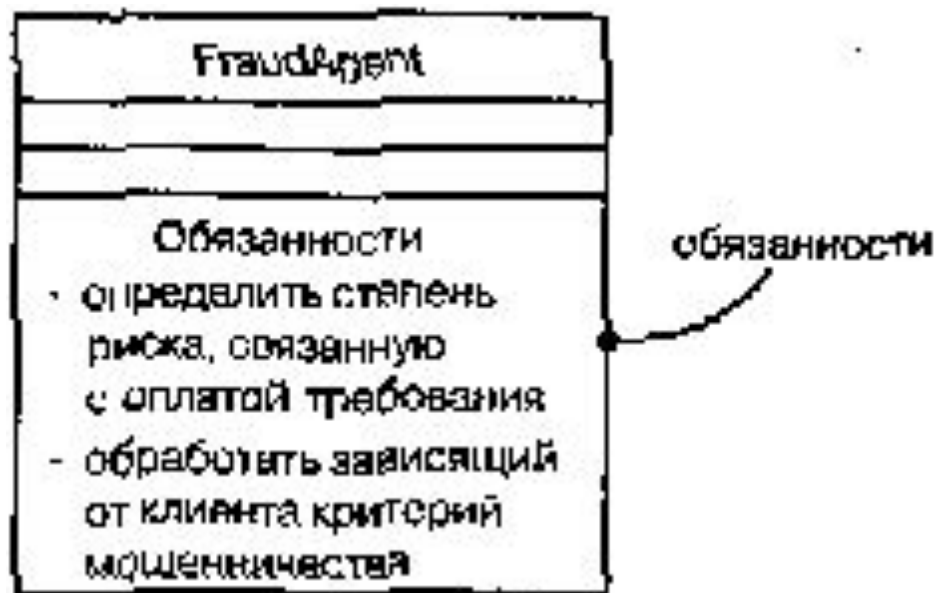 FraudAgent
Обязанности
- определить степень
риска, связанную
с оплатой требования
- обработать зависящий
от клиента критерий
мошенничества
обязанности